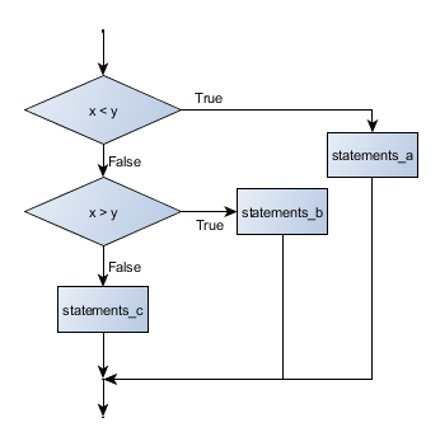 True
x < y
False
statements_a
x > y
True
statements_b
False
statements_c